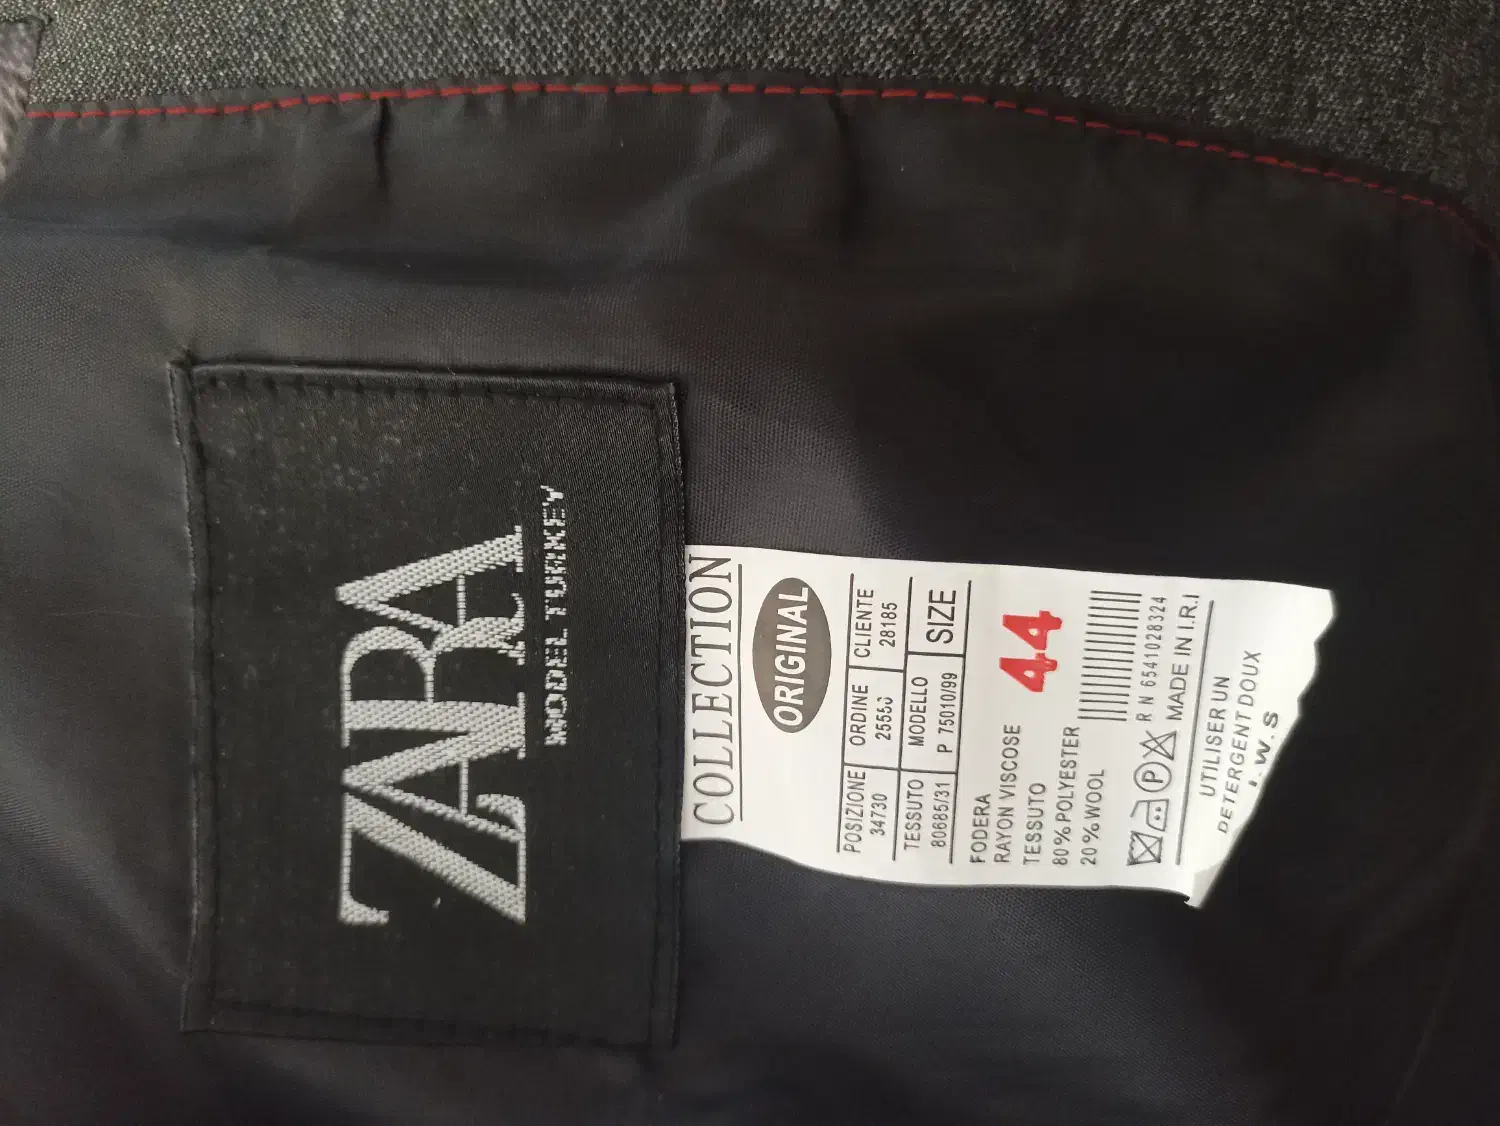 ZARA
MODEL TURKEY
COLLECTION
ORIGINAL
POSIZIONE ORDINE CLIENTE
34730 25553 28185
TESSUTO MODELLO SIZE
80685/31 P 75010/99
44
FODERA
RAYON VISCOSE
TESSUTO
80%POLYESTER
20%WOOL
R N 6541028324
P MADE IN I.R.I
UTILISER UN
DETERGENT DOUX
I.W.S